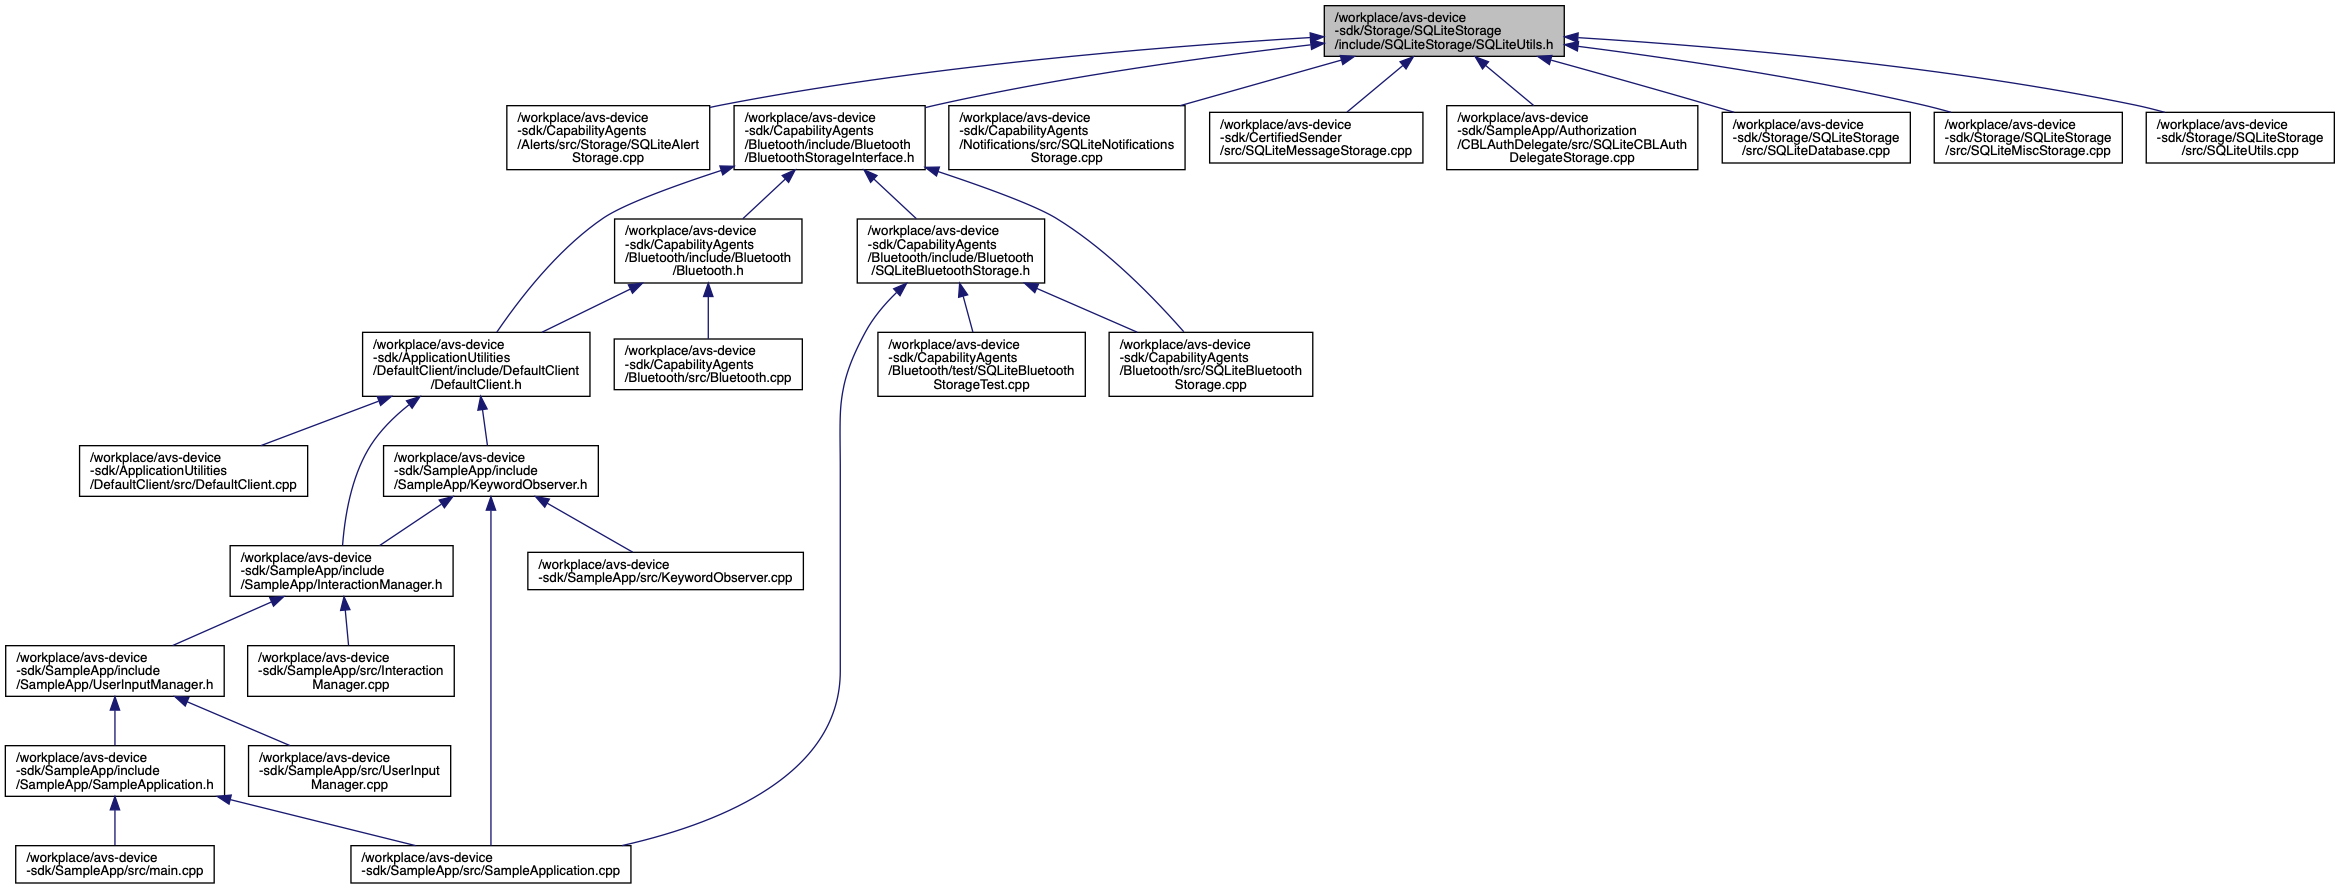 /workplace/avs-device
-sdk/Storage/SQLiteStorage
/include/SQLiteStorage/SQLiteUtils.h
/workplace/avs-device
-sdk/CapabilityAgents
/Alerts/src/Storage/SQLiteAlert
Storage.cpp
/workplace/avs-device
-sdk/CapabilityAgents
/Bluetooth/include/Bluetooth
/BluetoothStorageInterface.h
/workplace/avs-device
-sdk/CapabilityAgents
/Notifications/src/SQLiteNotifications
Storage.cpp
/workplace/avs-device
-sdk/CertifiedSender
/src/SQLiteMessageStorage.cpp
/workplace/avs-device
-sdk/SampleApp/Authorization
/CBLAuthDelegate/src/SQLiteCBLAuth
DelegateStorage.cpp
/workplace/avs-device
-sdk/Storage/SQLiteStorage
/src/SQLiteDatabase.cpp
/workplace/avs-device
-sdk/Storage/SQLiteStorage
/src/SQLiteMiscStorage.cpp
/workplace/avs-device
-sdk/Storage/SQLiteStorage
/src/SQLiteUtils.cpp
/workplace/avs-device
-sdk/CapabilityAgents
/Bluetooth/include/Bluetooth
/Bluetooth.h
/workplace/avs-device
-sdk/CapabilityAgents
/Bluetooth/include/Bluetooth
/SQLiteBluetoothStorage.h
/workplace/avs-device
-sdk/ApplicationUtilities
/DefaultClient/include/DefaultClient
/DefaultClient.h
/workplace/avs-device
-sdk/CapabilityAgents
/Bluetooth/src/Bluetooth.cpp
/workplace/avs-device
-sdk/CapabilityAgents
/Bluetooth/test/SQLiteBluetooth
StorageTest.cpp
/workplace/avs-device
-sdk/CapabilityAgents
/Bluetooth/src/SQLiteBluetooth
Storage.cpp
/workplace/avs-device
-sdk/ApplicationUtilities
/DefaultClient/src/DefaultClient.cpp
/workplace/avs-device
-sdk/SampleApp/include
/SampleApp/KeywordObserver.h
/workplace/avs-device
-sdk/SampleApp/include
/SampleApp/InteractionManager.h
/workplace/avs-device
-sdk/SampleApp/src/KeywordObserver.cpp
/workplace/avs-device
-sdk/SampleApp/include
/SampleApp/UserInputManager.h
/workplace/avs-device
-sdk/SampleApp/src/Interaction
Manager.cpp
/workplace/avs-device
-sdk/SampleApp/include
/SampleApp/SampleApplication.h
/workplace/avs-device
-sdk/SampleApp/src/UserInput
Manager.cpp
/workplace/avs-device
-sdk/SampleApp/src/main.cpp
/workplace/avs-device
-sdk/SampleApp/src/SampleApplication.cpp